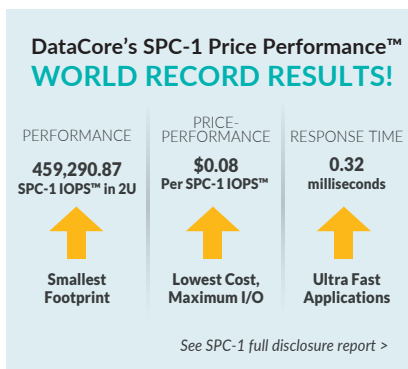 DataCore's SPC-1 Price Performance™
WORLD RECORD RESULTS!
PERFORMANCE
459,290.87
SPC-1 IOPS™ in 2U
Smallest
Footprint
PRICE-
PERFORMANCE
$0.08
Per SPC-1 IOPS™
Lowest Cost,
Maximum I/O
RESPONSE TIME
0.32
milliseconds
Ultra Fast
Applications
See SPC-1 full disclosure report >